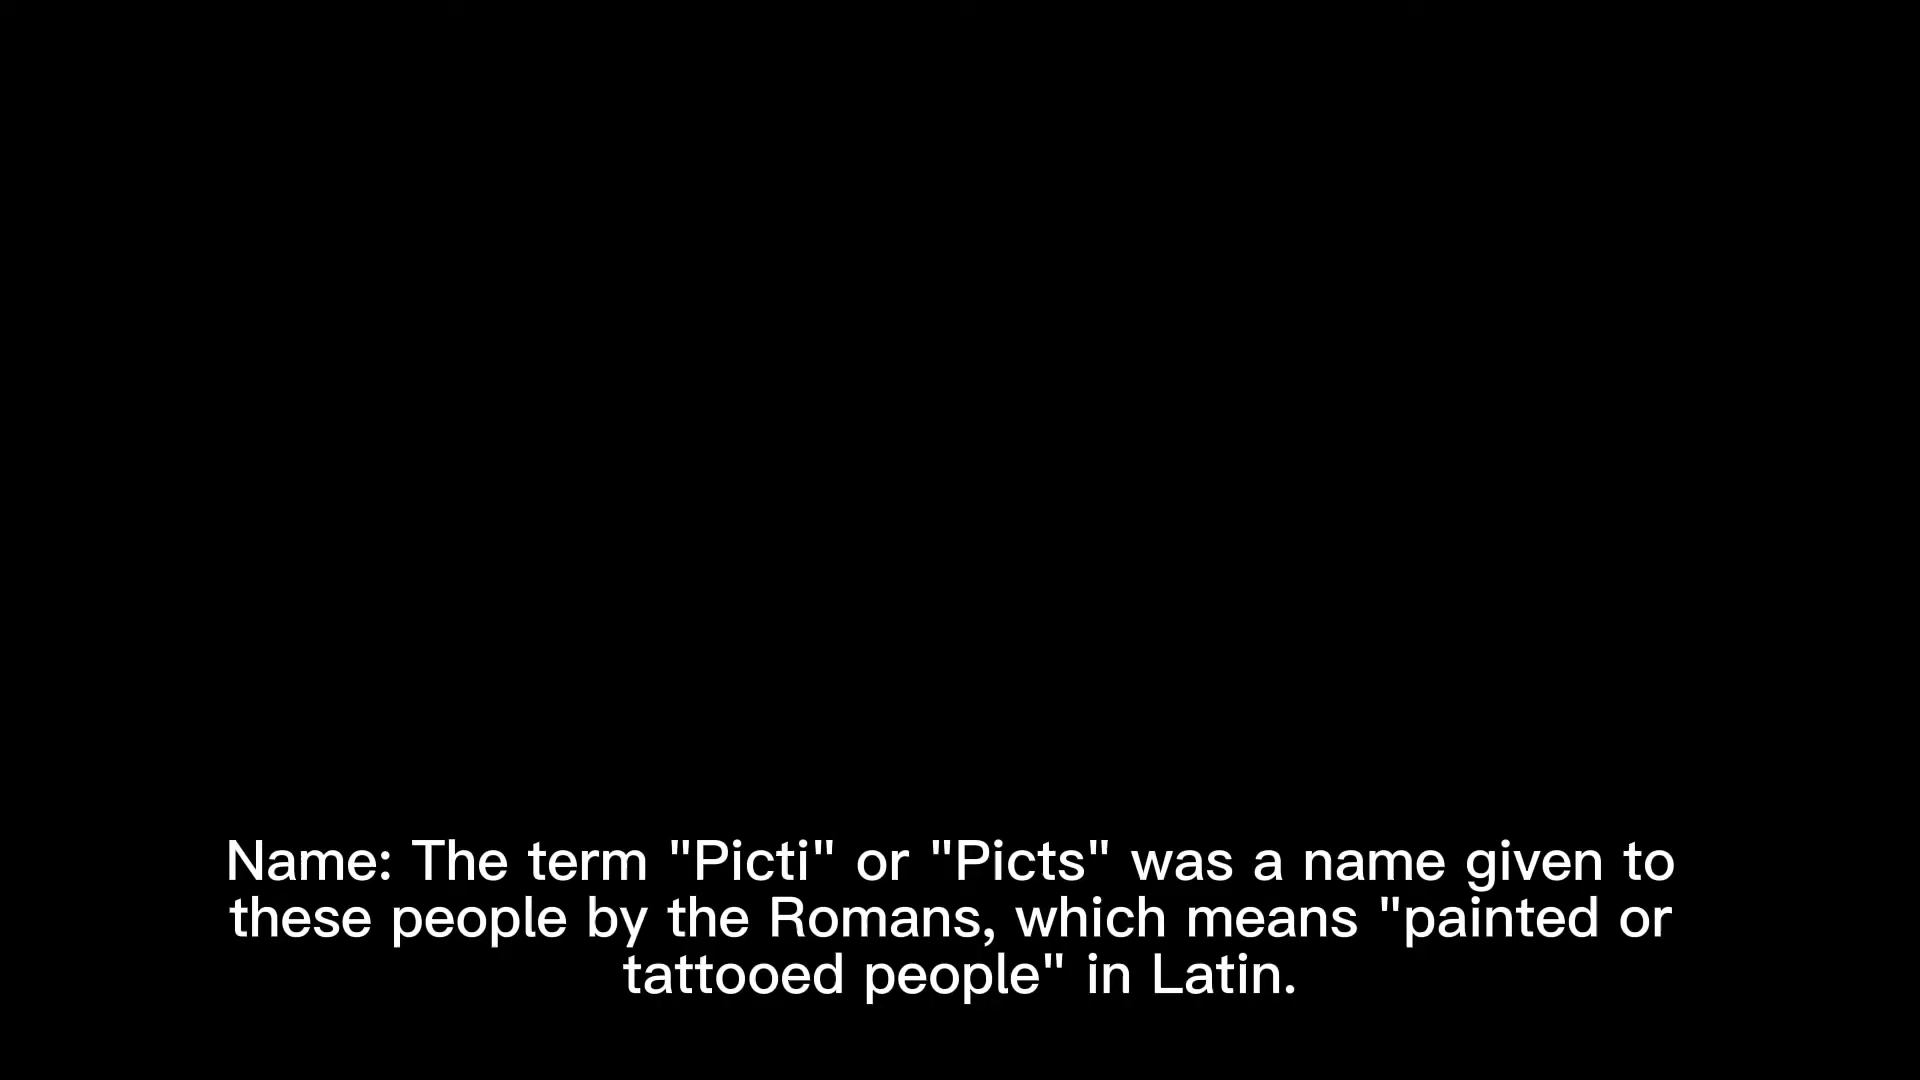 Name: The term "Picti" or "Picts" was a name given to
these people by the Romans, which means "painted or
tattooed people" in Latin.